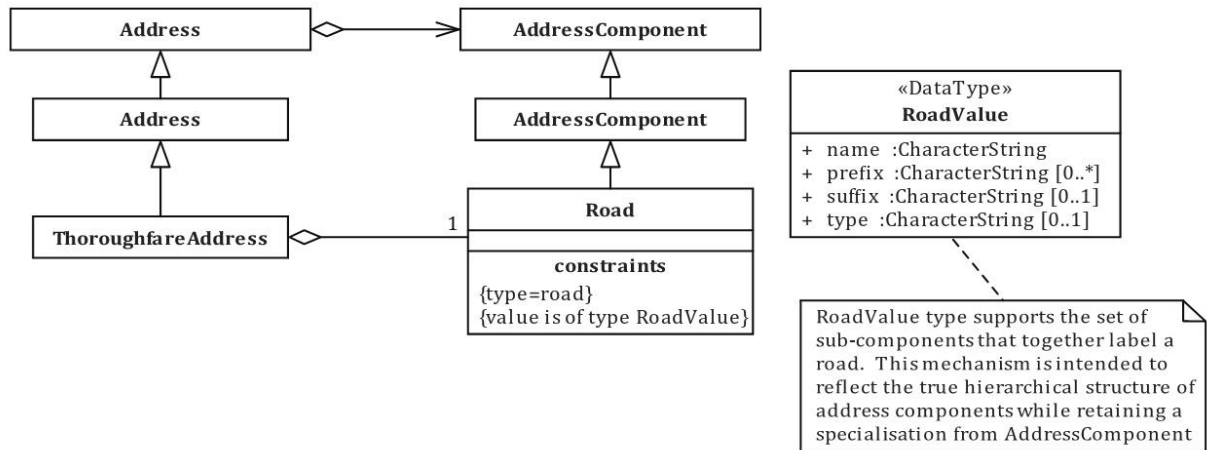 Address
AddressComponent
Address
AddressComponent
ThoroughfareAddress
1
Road
constraints
{type=road}
{value is of type RoadValue}
«DataType»
RoadValue
+ name :CharacterString
+ prefix :CharacterString [0..*]
+ suffix :CharacterString [0..1]
+ type :CharacterString [0..1]
RoadValue type supports the set of
sub-components that together label a
road. This mechanism is intended to
reflect the true hierarchical structure of
address components while retaining a
specialisation from AddressComponent